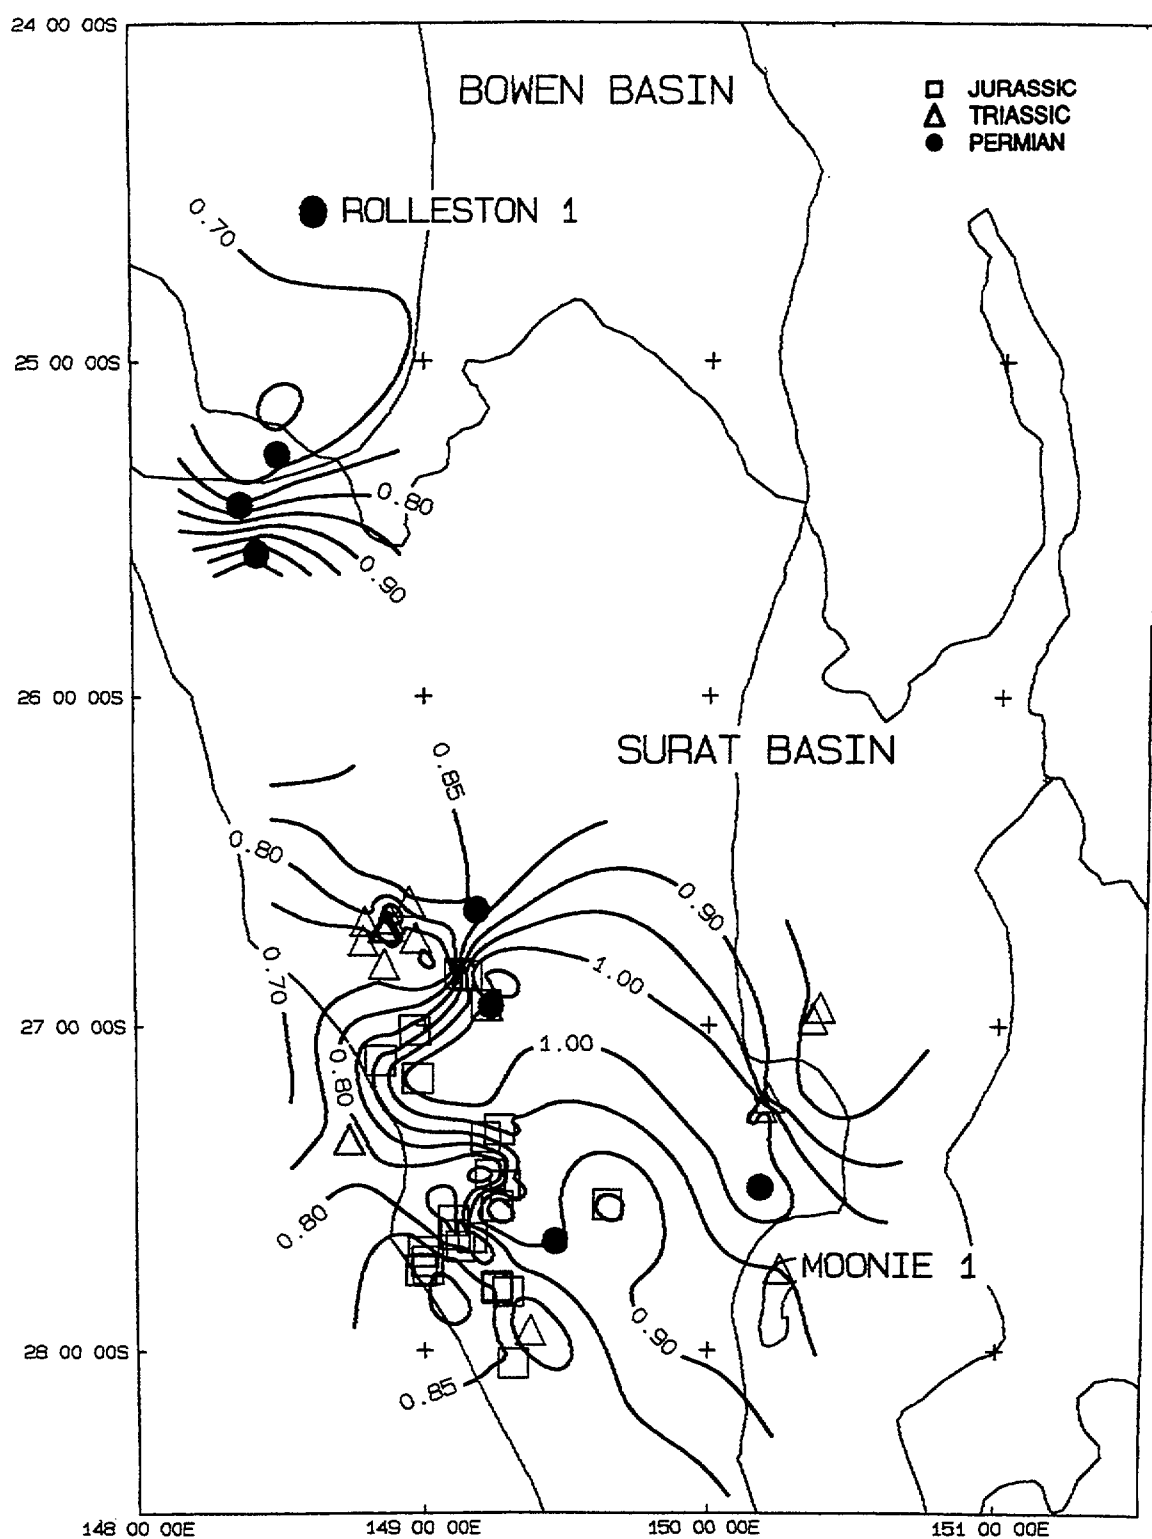 24 00 00S
BOWEN BASIN
JURASSIC
TRIASSIC
PERMIAN
0.70
ROLLESTON 1
25 00 00S
0.80
0.90
26 00 00S
SURAT BASIN
0.85
0.80
0.90
0.70
1.00
27 00 00S
1.00
0.80
0.80
MOONIE 1
0.90
28 00 00S
0.85
148 00 00E
149 00 00E
150 00 00E
151 00 00E